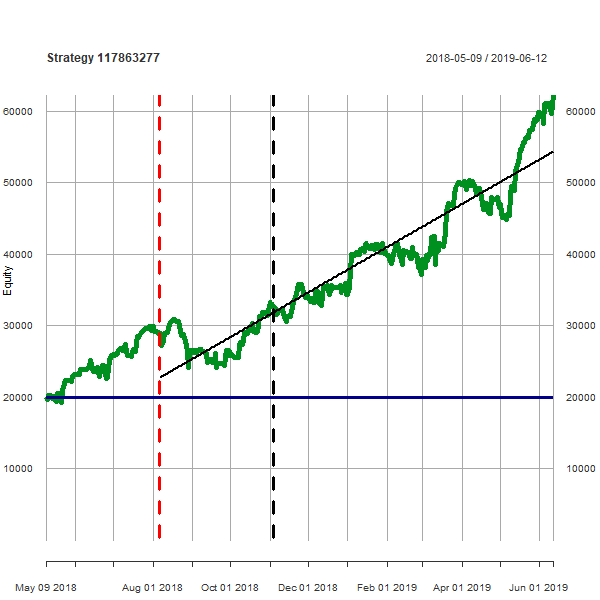 Strategy 117863277
2018-05-09 / 2019-06-12
60000
60000
50000
50000
40000
40000
Equity
30000
30000
20000
20000
10000
10000
May 09 2018
Aug 01 2018
Oct 01 2018
Dec 01 2018
Feb 01 2019
Apr 01 2019
Jun 01 2019